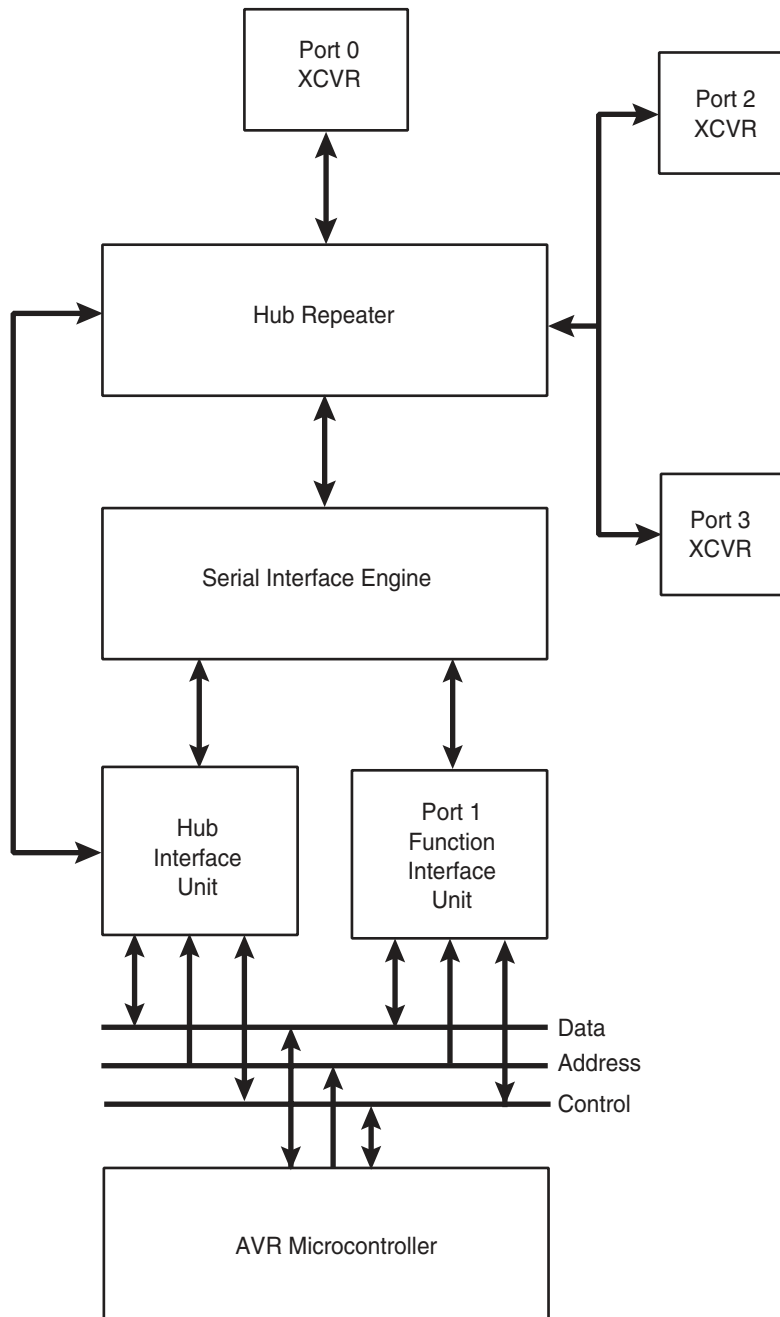 Port 0
XCVR
Port 2
XCVR
Hub Repeater
Port 3
XCVR
Serial Interface Engine
Hub
Interface
Unit
Port 1
Function
Interface
Unit
Data
Address
Control
AVR Microcontroller